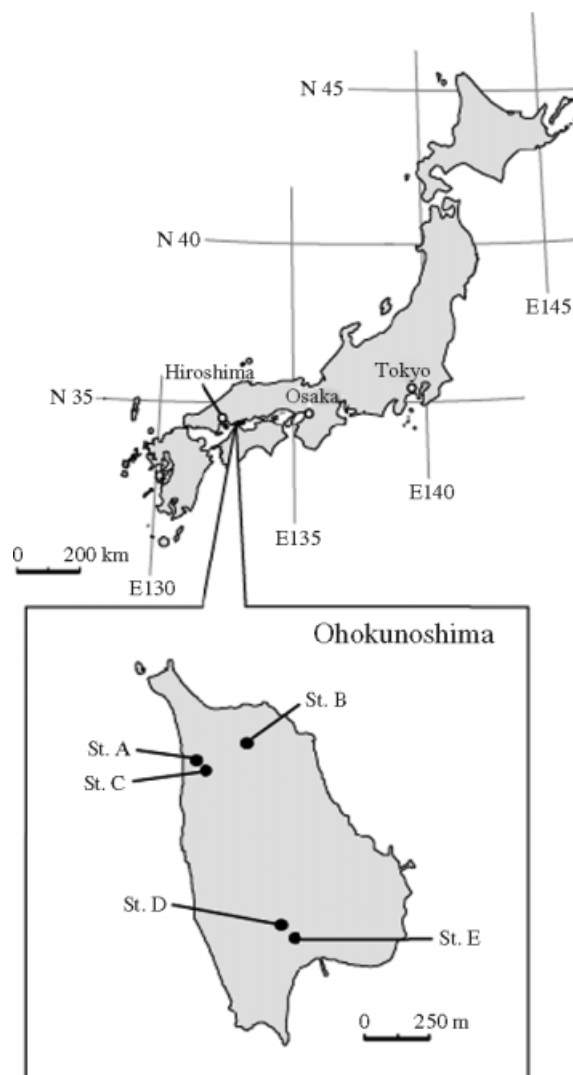 N 45
N 40
E145
Hiroshima
Tokyo
N 35
Osaka
E140
E135
0 200 km
E130
Ohokunoshima
St. B
St. A
St. C
St. D
St. E
0 250 m